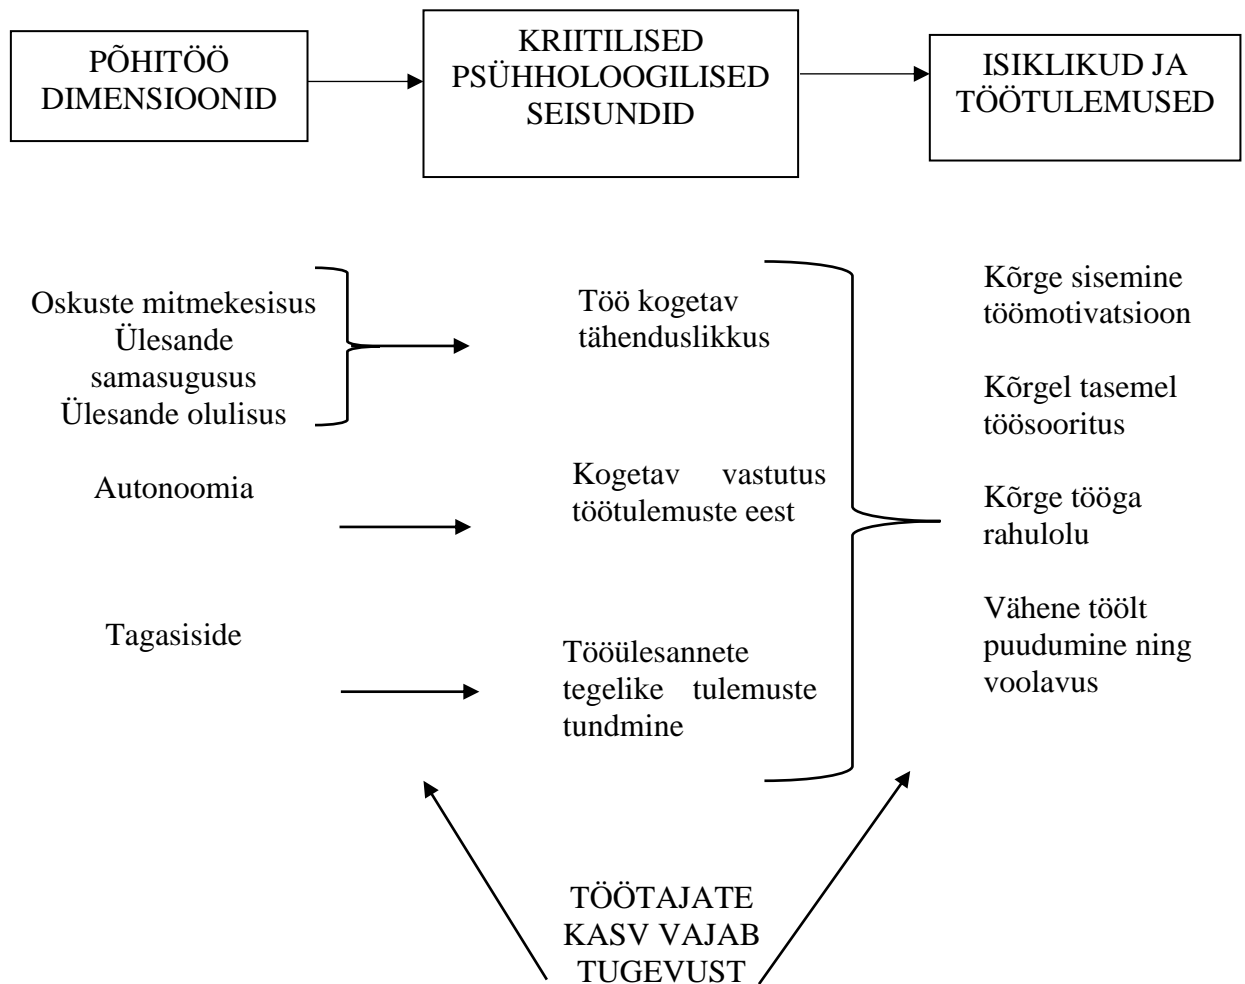 PÕHITÖÖ
DIMENSIOONID
KRIITILISED
PSÜHHOLOOGILISED
SEISUNDID
ISIKLIKUD JA
TÖÖTULEMUSED
Oskuste mitmekesisus
Ülesande
samasugusus
Ülesande olulisus
Autonoomia
Tagasiside
Töö kogetav
tähenduslikkus
Kogetav vastutus
töötulemuste eest
Tööülesannete
tegelike tulemuste
tundmine
Kõrge sisemine
töömotivatsioon
Kõrgel tasemel
töösooritus
Kõrge tööga
rahulolu
Vähene töölt
puudumine ning
voolavus
TÖÖTAJATE
KASV VAJAB
TUGEVUST